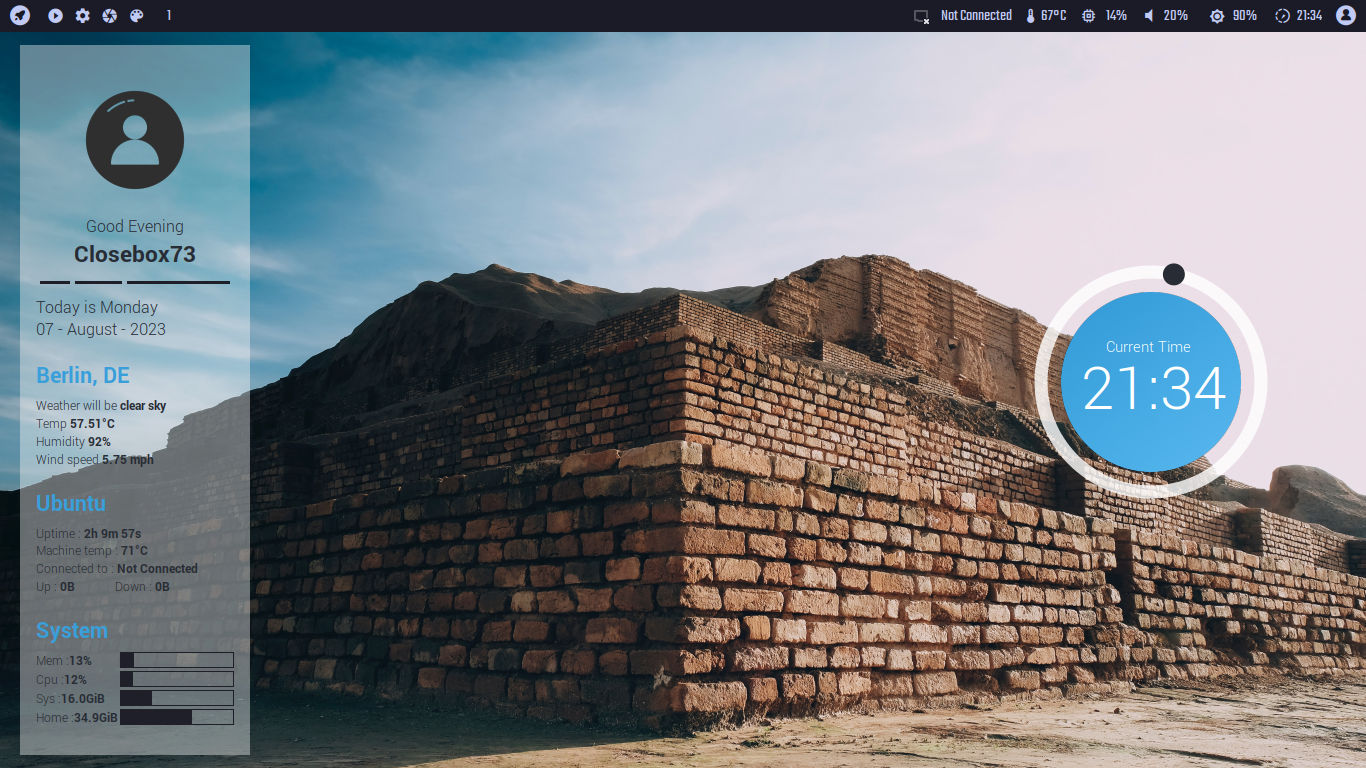 1
Not Connected 67°C 14% 20% 90% 21:34
Good Evening
Closebox73
Today is Monday
07 - August - 2023
Berlin, DE
Weather will be clear sky
Temp 57.51°C
Humidity 92%
Wind speed 5.75 mph
Ubuntu
Uptime : 2h 9m 57s
Machine temp : 71°C
Connected to : Not Connected
Up : 0B Down : 0B
System
Mem :13%
Cpu :12%
Sys :16.0GiB
Home :34.9GiB
Current Time
21:34